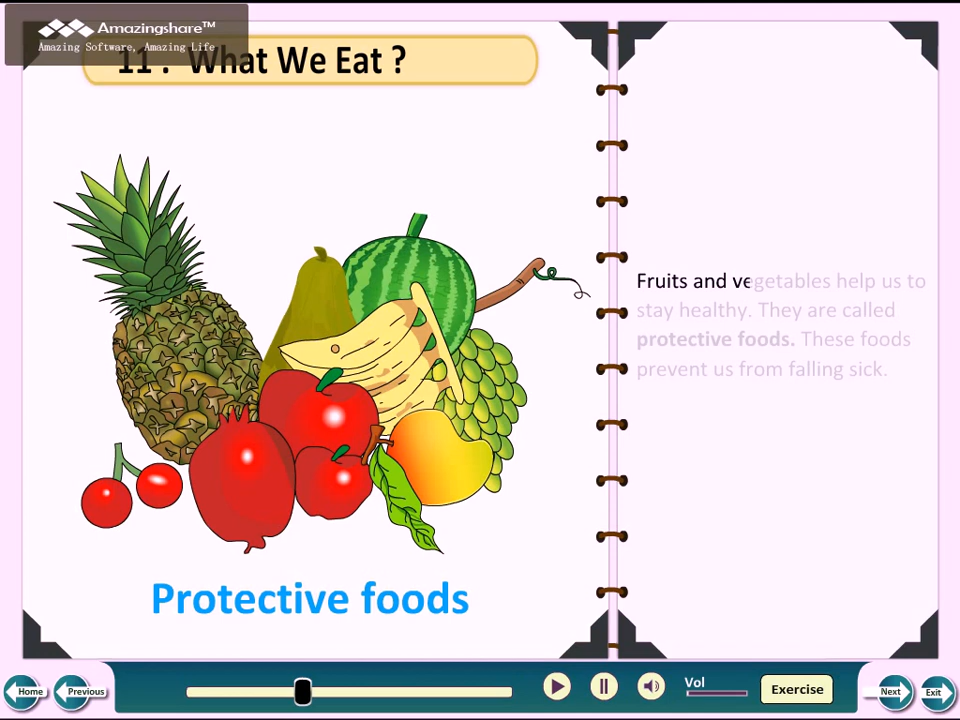 Amazingshare™
Amazing Software, Amazing Life
11 : What We Eat ?
Fruits and vegetables help us to
stay healthy. They are called
protective foods. These foods
prevent us from falling sick.
Protective foods
Home
Previous
Vol
Exercise
Next
Exit